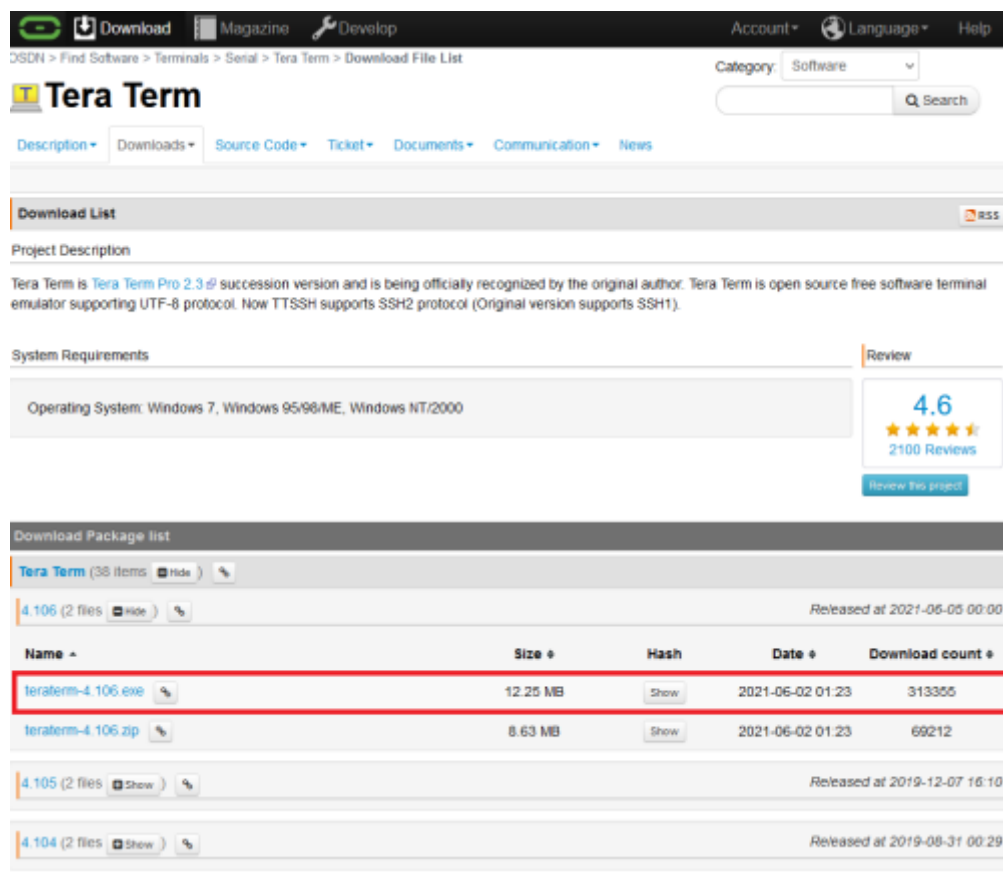 Download Magazine Develop Account Language Help
OSDN > Find Software > Terminals > Serial > Tera Term > Download File List
Category: Software
Tera Term
Search
Description Downloads Source Code Ticket Documents Communication News
Download List
RSS
Project Description
Tera Term is Tera Term Pro 2.3 succession version and is being officially recognized by the original author. Tera Term is open source free software terminal
emulator supporting UTF-8 protocol. Now TTSSH supports SSH2 protocol (Original version supports SSH1).
System Requirements
Review
Operating System: Windows 7, Windows 95/98/ME, Windows NT/2000
4.6
2100 Reviews
Review this project
Download Package list
Tera Term (38 items Hide )
4.106 (2 files Hide ) Released at 2021-06-05 00:00
Name Size Hash Date Download count
teraterm-4.106.exe 12.25 MB Show 2021-06-02 01:23 313355
teraterm-4.106.zip 8.63 MB Show 2021-06-02 01:23 69212
4.105 (2 files Show ) Released at 2019-12-07 16:10
4.104 (2 files Show ) Released at 2019-08-31 00:29